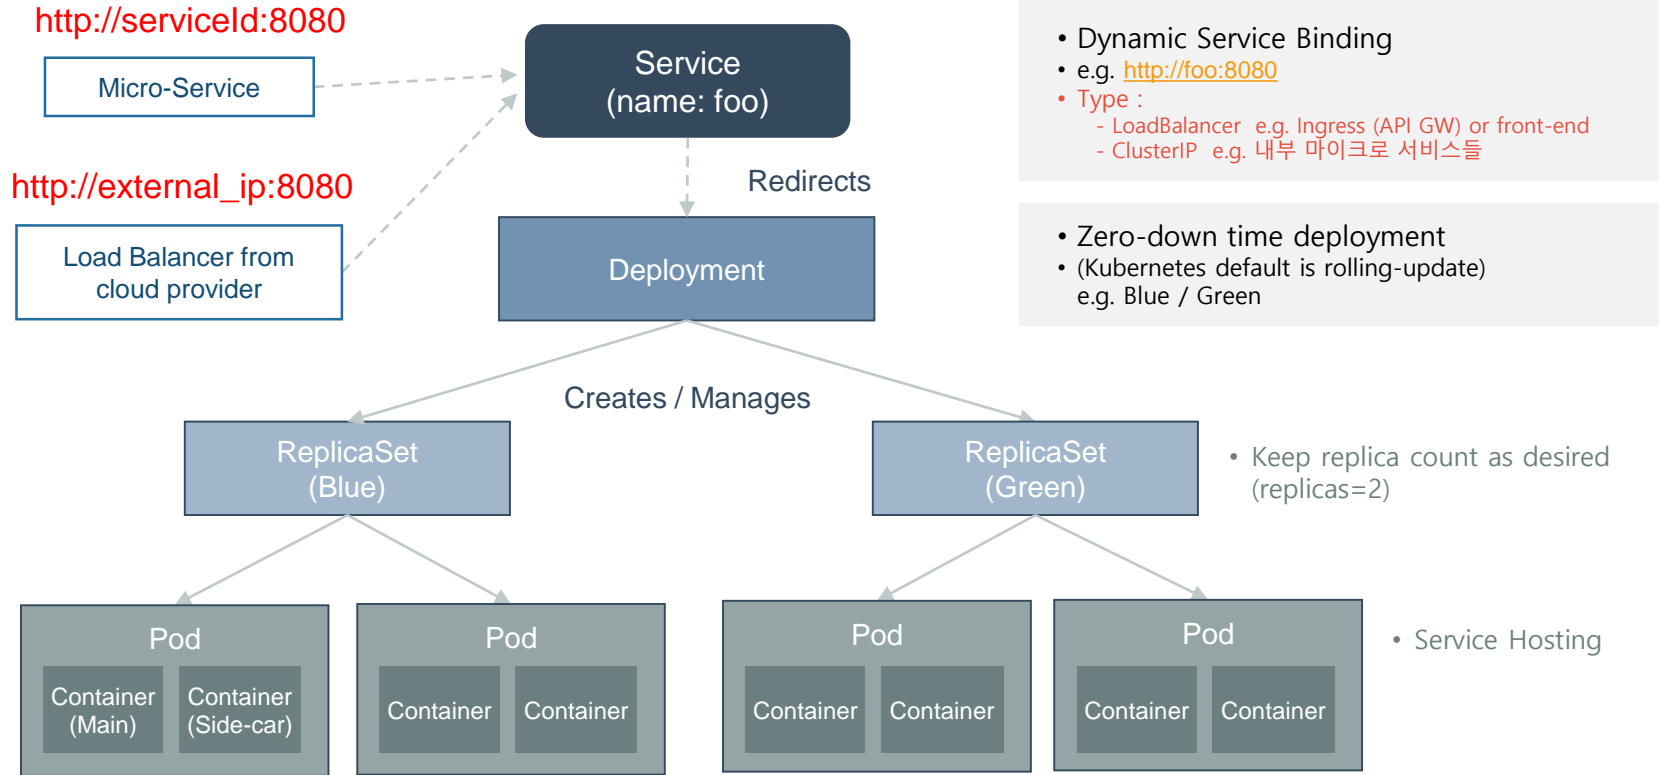 http://serviceId:8080
Micro-Service
http://external_ip:8080
Load Balancer from
cloud provider
Service
(name: foo)
Redirects
Deployment
Creates / Manages
ReplicaSet
(Blue)
ReplicaSet
(Green)
Pod
Container
(Main)
Container
(Side-car)
Pod
Container
Container
Pod
Container
Container
Pod
Container
Container
• Dynamic Service Binding
• e.g. http://foo:8080
• Type :
- LoadBalancer e.g. Ingress (API GW) or front-end
- ClusterIP e.g. 내부 마이크로 서비스들
• Zero-down time deployment
• (Kubernetes default is rolling-update)
e.g. Blue / Green
• Keep replica count as desired
(replicas=2)
• Service Hosting